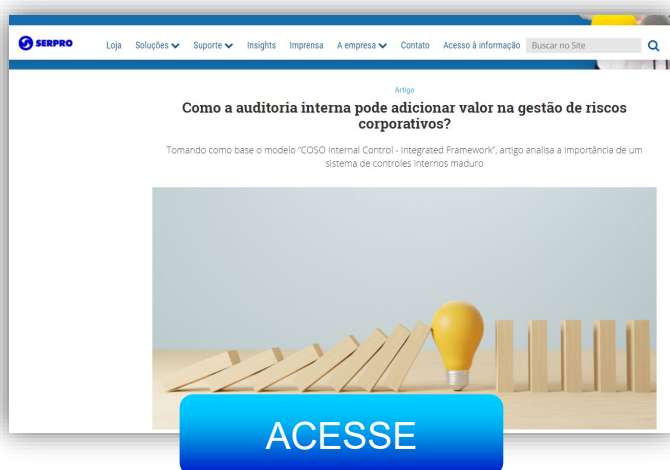 SERPRO Loja Soluções Suporte Insights Imprensa A empresa Contato Acesso à informação Buscar no Site
Artigo
Como a auditoria interna pode adicionar valor na gestão de riscos
corporativos?
Tomando como base o modelo "COSO Internal Control - Integrated Framework", artigo analisa a importância de um
sistema de controles internos maduro
ACESSE